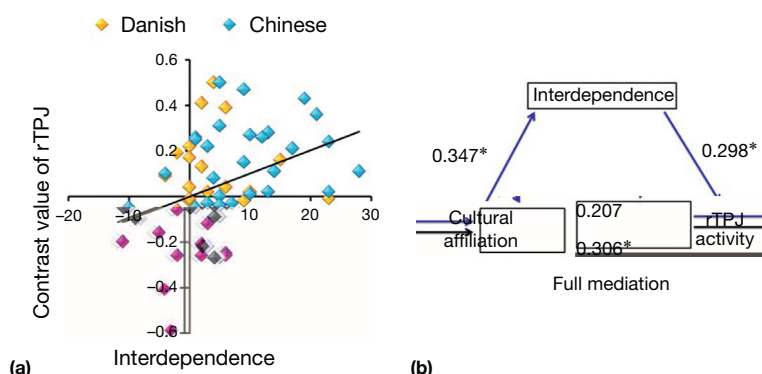 Danish Chinese
0.6
0.4
0.2
−20 −10 0 10 20 30
−0.2
−0.4
−0.6
Contrast value of rTPJ
Interdependence
(a)
Interdependence
0.347*
0.298*
Cultural
affiliation
0.207
0.306*
rTPJ
activity
Full mediation
(b)